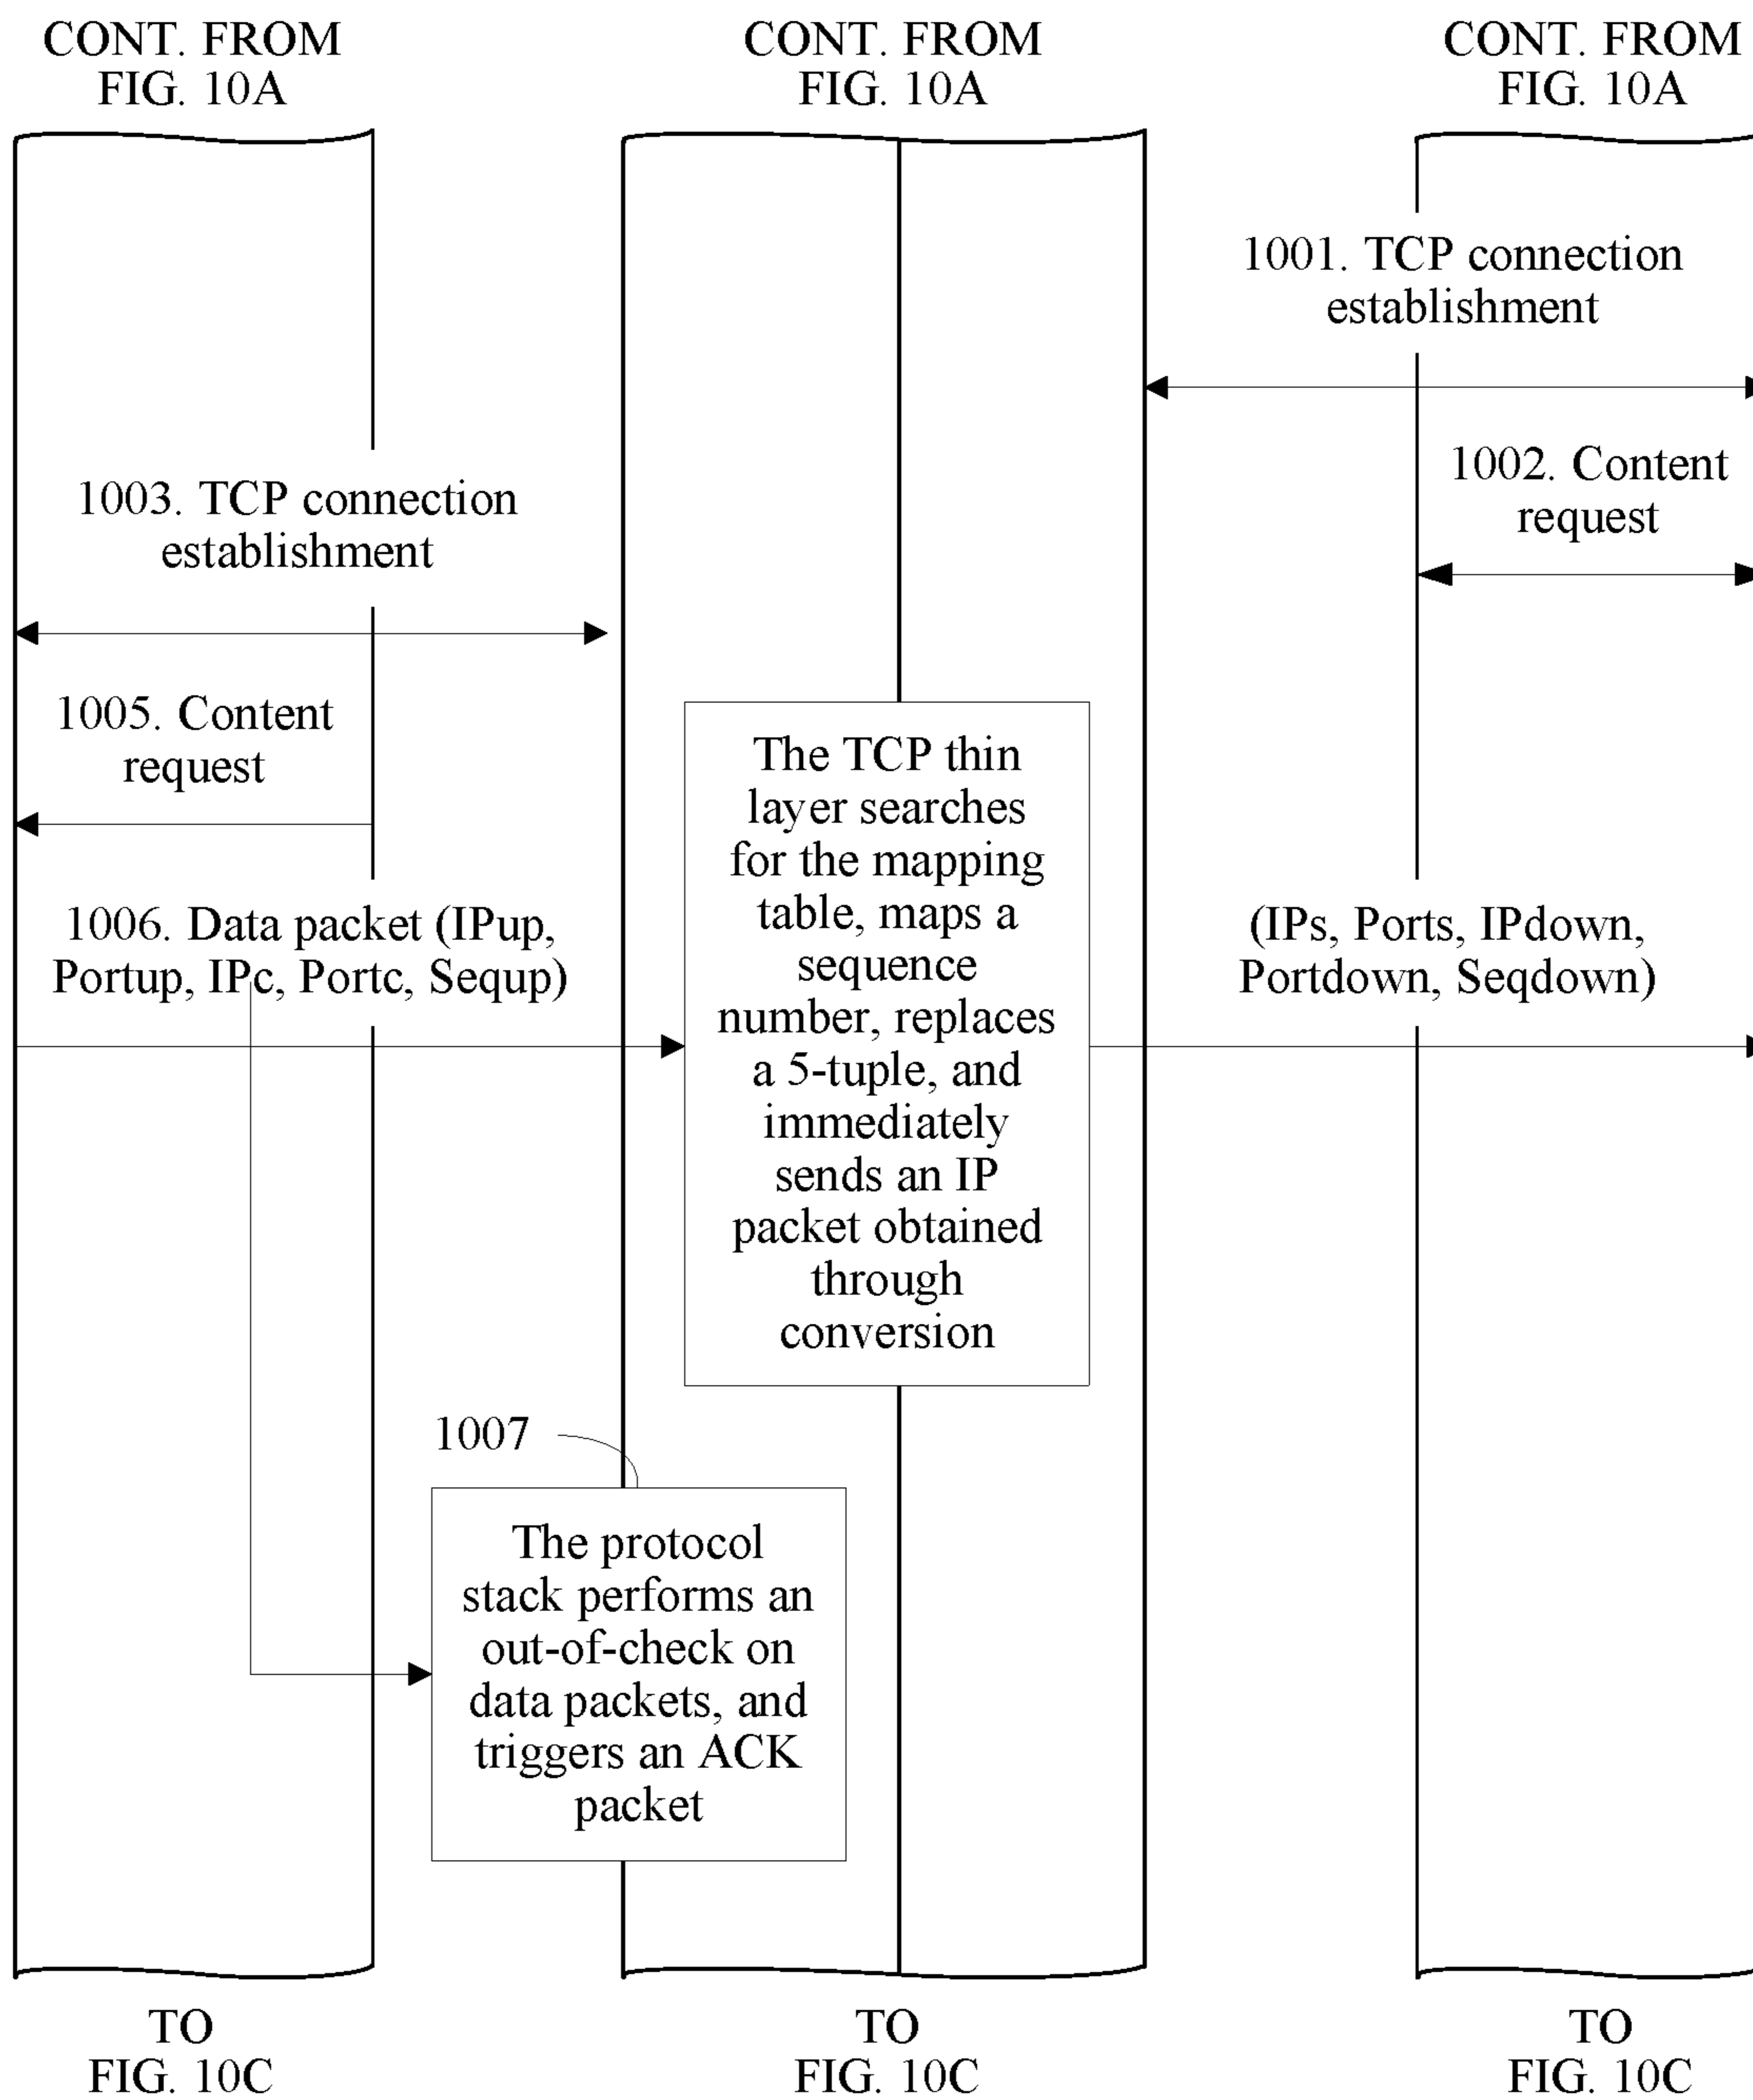 CONT. FROM
FIG. 10A
CONT. FROM
FIG. 10A
CONT. FROM
FIG. 10A
1001. TCP connection
establishment
1002. Content
request
1003. TCP connection
establishment
1005. Content
request
The TCP thin
layer searches
for the mapping
table, maps a
sequence
number, replaces
a 5-tuple, and
immediately
sends an IP
packet obtained
through
conversion
1006. Data packet (IPup,
Portup, IPc, Portc, Sequp)
(IPs, Ports, IPdown,
Portdown, Seqdown)
1007
The protocol
stack performs an
out-of-check on
data packets, and
triggers an ACK
packet
TO
FIG. 10C
TO
FIG. 10C
TO
FIG. 10C